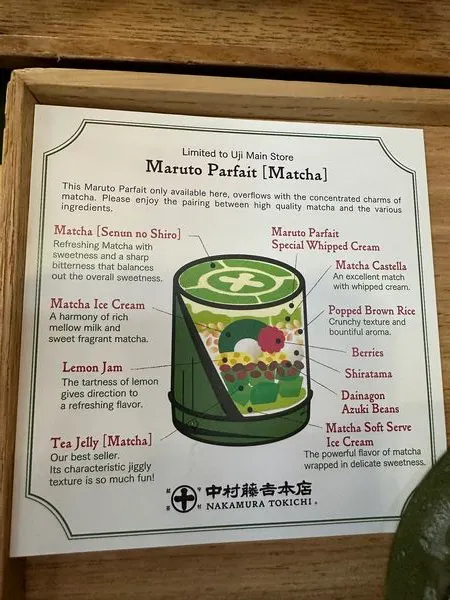 Limited to Uji Main Store
Maruto Parfait [Matcha]
This Maruto Parfait only available here, overflows with the concentrated charms of
matcha. Please enjoy the pairing between high quality matcha and the various
ingredients.
Matcha [Senun no Shiro]
Refreshing Matcha with
sweetness and a sharp
bitterness that balances
out the overall sweetness.
Matcha Ice Cream
A harmony of rich
mellow milk and
sweet fragrant matcha.
Lemon Jam
The tartness of lemon
gives direction to
a refreshing flavor.
Tea Jelly [Matcha]
Our best seller.
Its characteristic jiggly
texture is so much fun!
Maruto Parfait
Special Whipped Cream
Matcha Castella
An excellent match
with whipped cream.
Popped Brown Rice
Crunchy texture and
bountiful aroma.
Berries
Shiratama
Dainagon
Azuki Beans
Matcha Soft Serve
Ice Cream
The powerful flavor of matcha
wrapped in delicate sweetness.
中村藤吉本店
NAKAMURA TOKICHI